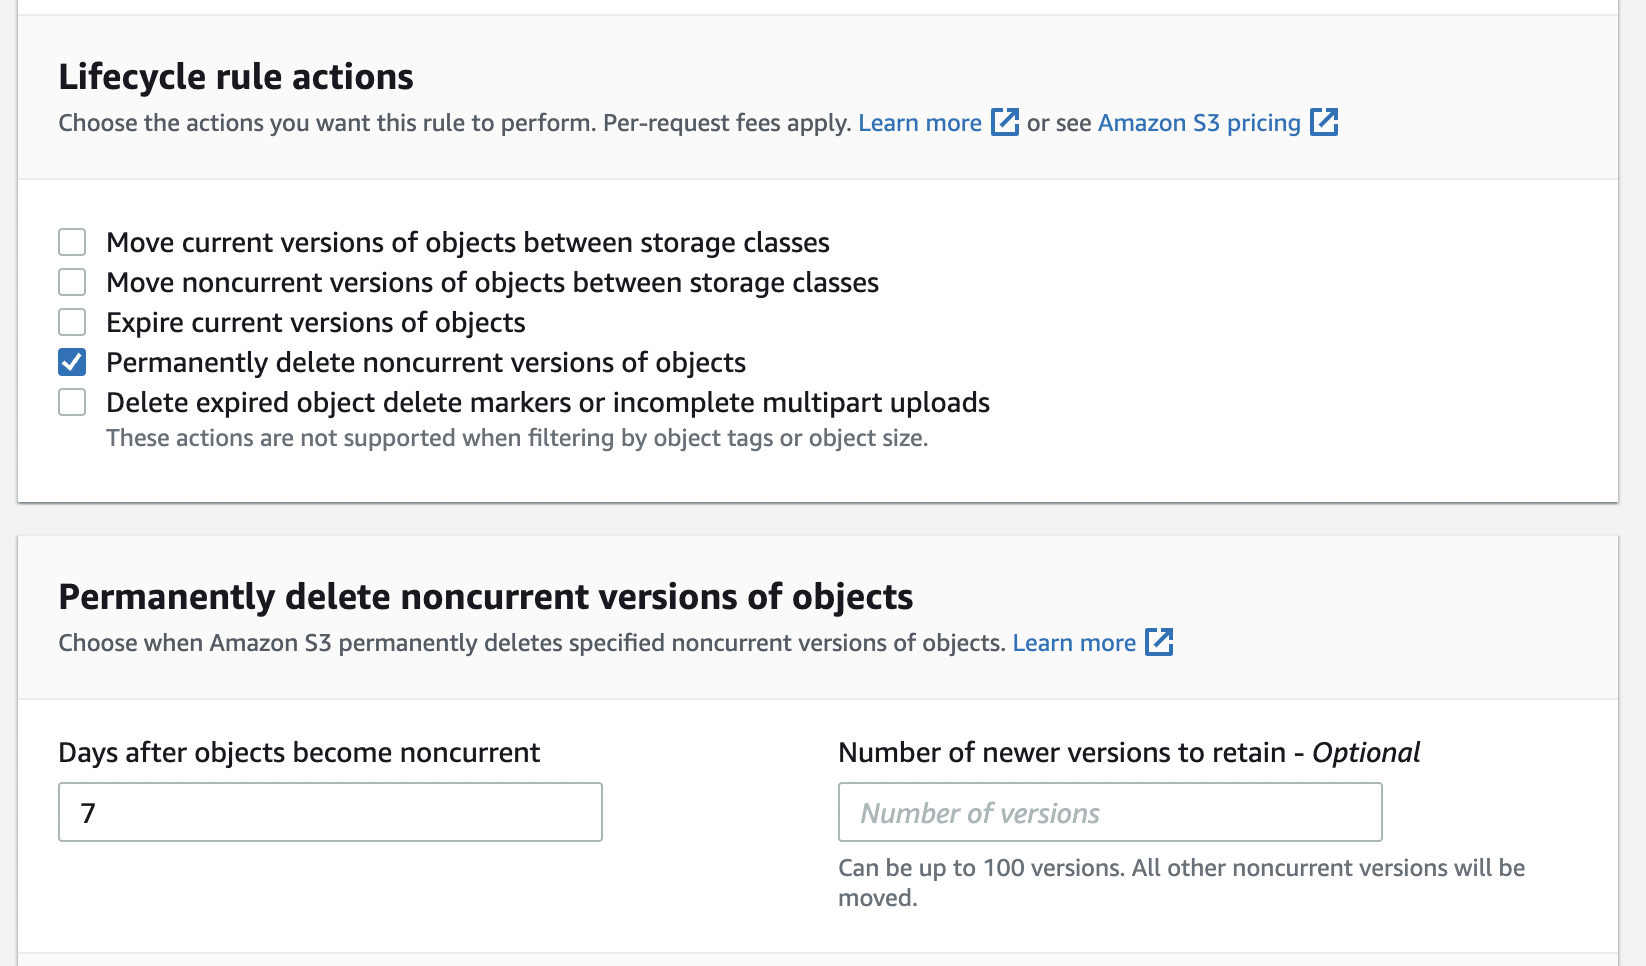 Lifecycle rule actions
Choose the actions you want this rule to perform. Per-request fees apply. Learn more or see Amazon S3 pricing
Move current versions of objects between storage classes
Move noncurrent versions of objects between storage classes
Expire current versions of objects
Permanently delete noncurrent versions of objects
Delete expired object delete markers or incomplete multipart uploads
These actions are not supported when filtering by object tags or object size.
Permanently delete noncurrent versions of objects
Choose when Amazon S3 permanently deletes specified noncurrent versions of objects. Learn more
Days after objects become noncurrent
7
Number of newer versions to retain - Optional
Number of versions
Can be up to 100 versions. All other noncurrent versions will be
moved.